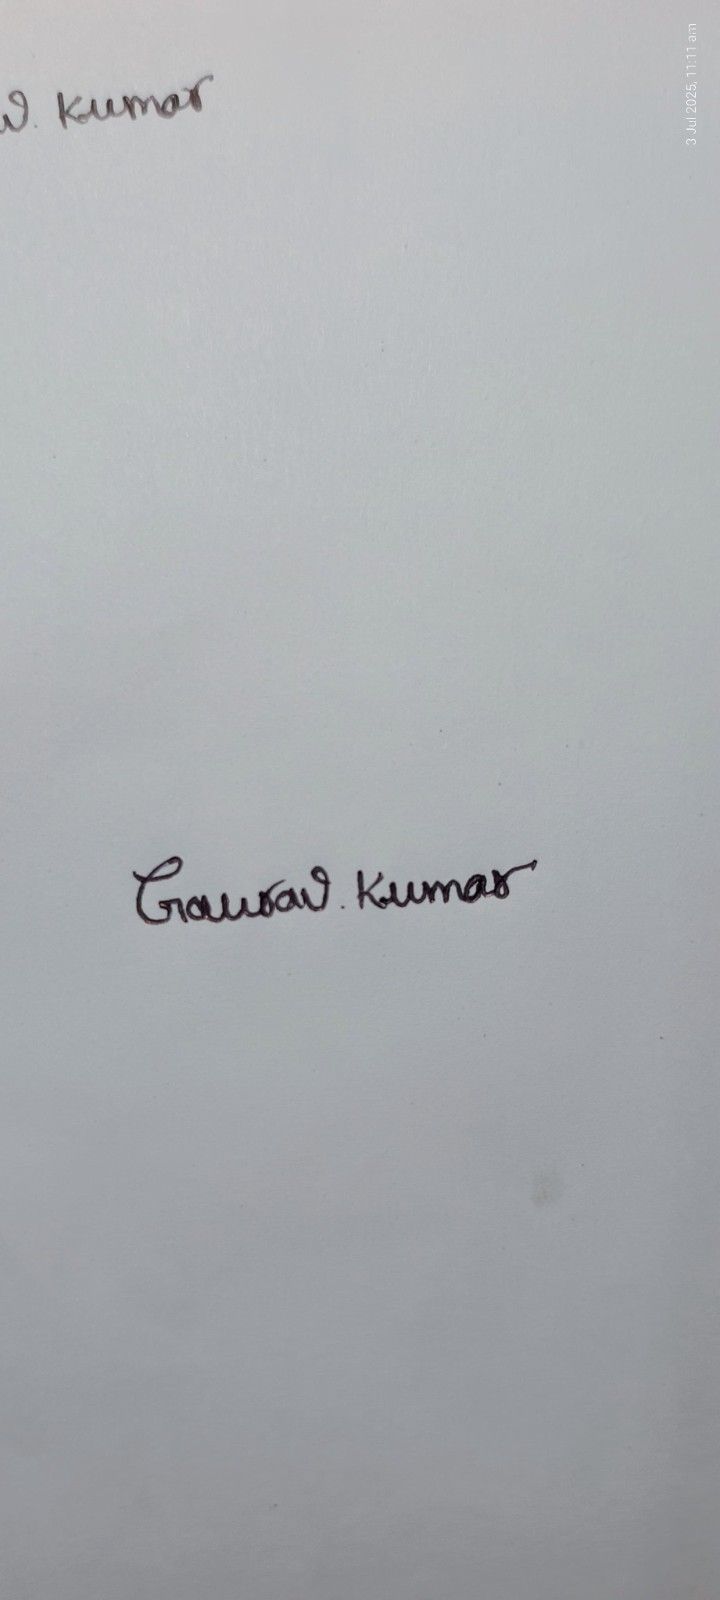 v. Kumar
3 Jul 2025, 11:11 am
Gaurav. Kumar